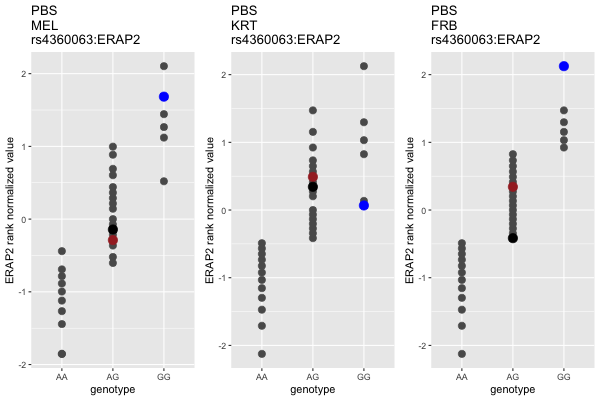 PBS
MEL
rs4360063:ERAP2
ERAP2 rank normalized value
2
1
0
-1
-2
AA AG GG
genotype
PBS
KRT
rs4360063:ERAP2
ERAP2 rank normalized value
2
1
0
-1
-2
AA AG GG
genotype
PBS
FRB
rs4360063:ERAP2
ERAP2 rank normalized value
2
1
0
-1
-2
AA AG GG
genotype